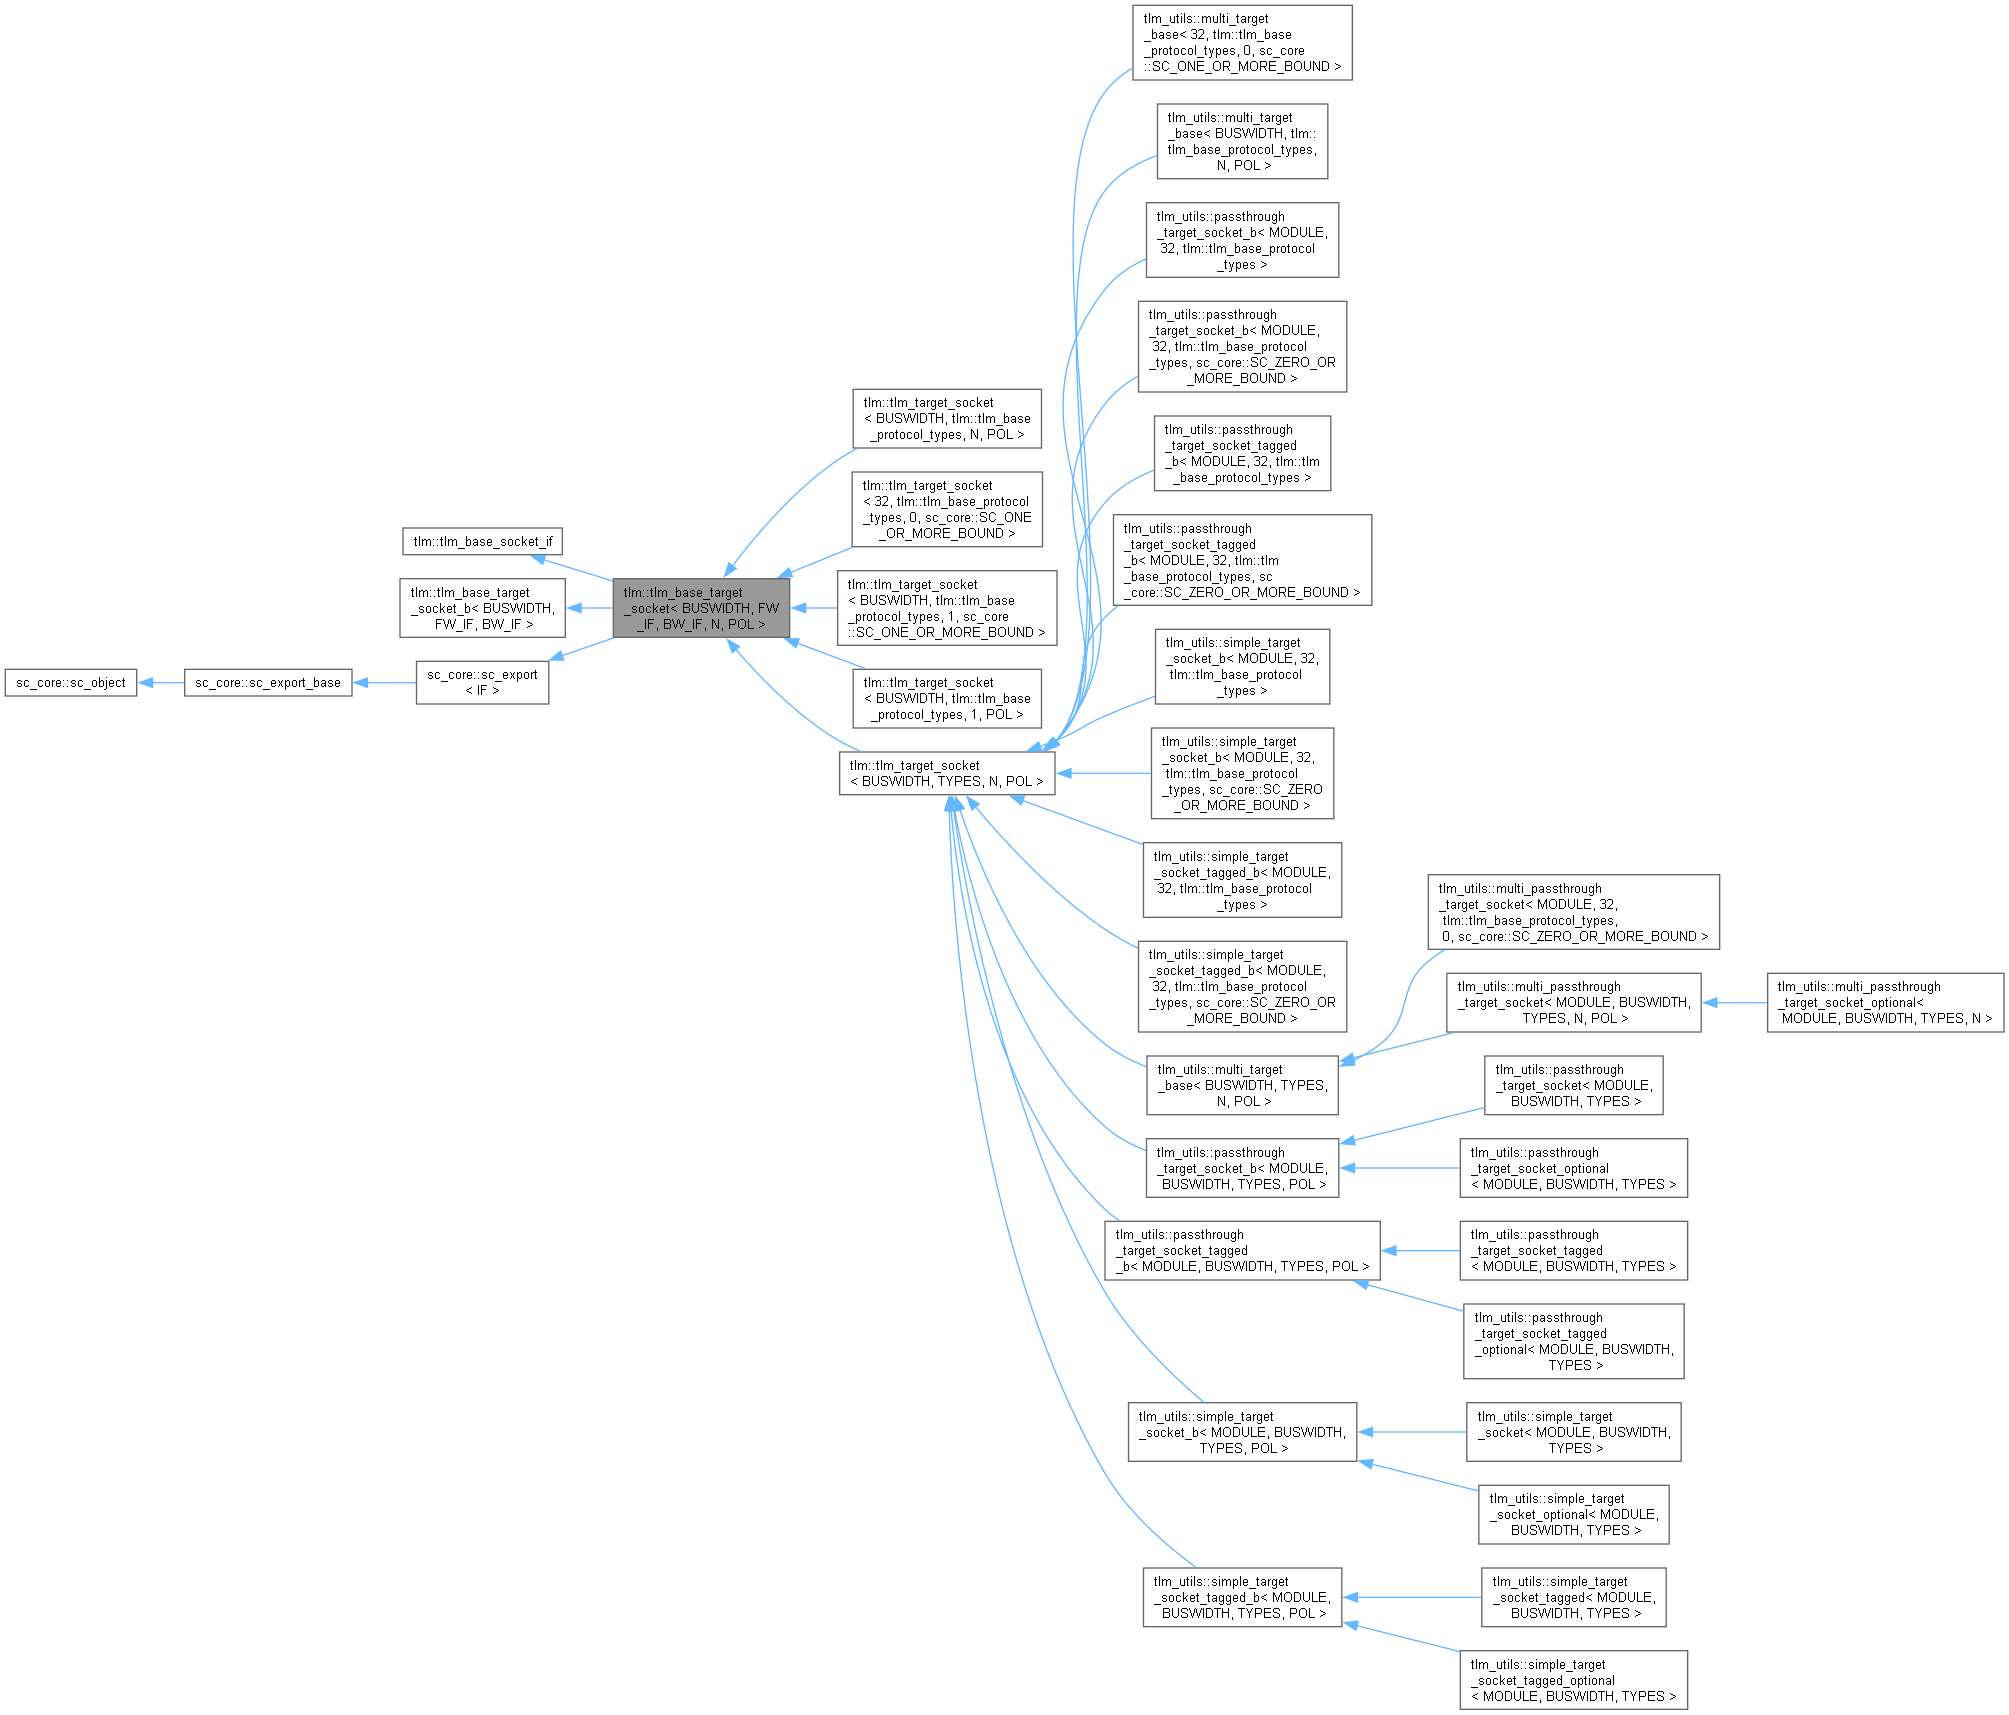 sc_core::sc_object
sc_core::sc_export_base
tlm::tlm_base_socket_if
tlm::tlm_base_target
_socket_b< BUSWIDTH,
FW_IF, BW_IF >
sc_core::sc_export
< IF >
tlm::tlm_base_target
_socket< BUSWIDTH, FW
_IF, BW_IF, N, POL >
tlm::tlm_target_socket
< BUSWIDTH, tlm::tlm_base
_protocol_types, N, POL >
tlm::tlm_target_socket
< 32, tlm::tlm_base_protocol
_types, 0, sc_core::SC_ONE
_OR_MORE_BOUND >
tlm::tlm_target_socket
< BUSWIDTH, tlm::tlm_base
_protocol_types, 1, sc_core
::SC_ONE_OR_MORE_BOUND >
tlm::tlm_target_socket
< BUSWIDTH, tlm::tlm_base
_protocol_types, 1, POL >
tlm::tlm_target_socket
< BUSWIDTH, TYPES, N, POL >
tlm_utils::multi_target
_base< 32, tlm::tlm_base
_protocol_types, 0, sc_core
::SC_ONE_OR_MORE_BOUND >
tlm_utils::multi_target
_base< BUSWIDTH, tlm::
tlm_base_protocol_types,
N, POL >
tlm_utils::passthrough
_target_socket_b< MODULE,
32, tlm::tlm_base_protocol
_types >
tlm_utils::passthrough
_target_socket_b< MODULE,
32, tlm::tlm_base_protocol
_types, sc_core::SC_ZERO_OR
_MORE_BOUND >
tlm_utils::passthrough
_target_socket_tagged
_b< MODULE, 32, tlm::tlm
_base_protocol_types >
tlm_utils::passthrough
_target_socket_tagged
_b< MODULE, 32, tlm::tlm
_base_protocol_types, sc
_core::SC_ZERO_OR_MORE_BOUND >
tlm_utils::simple_target
_socket_b< MODULE, 32,
tlm::tlm_base_protocol
_types >
tlm_utils::simple_target
_socket_b< MODULE, 32,
tlm::tlm_base_protocol
_types, sc_core::SC_ZERO
_OR_MORE_BOUND >
tlm_utils::simple_target
_socket_tagged_b< MODULE,
32, tlm::tlm_base_protocol
_types >
tlm_utils::simple_target
_socket_tagged_b< MODULE,
32, tlm::tlm_base_protocol
_types, sc_core::SC_ZERO_OR
_MORE_BOUND >
tlm_utils::multi_target
_base< BUSWIDTH, TYPES,
N, POL >
tlm_utils::passthrough
_target_socket_b< MODULE,
BUSWIDTH, TYPES, POL >
tlm_utils::passthrough
_target_socket_tagged
_b< MODULE, BUSWIDTH, TYPES, POL >
tlm_utils::simple_target
_socket_b< MODULE, BUSWIDTH,
TYPES, POL >
tlm_utils::simple_target
_socket_tagged_b< MODULE,
BUSWIDTH, TYPES, POL >
tlm_utils::multi_passthrough
_target_socket< MODULE, 32,
tlm::tlm_base_protocol_types,
0, sc_core::SC_ZERO_OR_MORE_BOUND >
tlm_utils::multi_passthrough
_target_socket< MODULE, BUSWIDTH,
TYPES, N, POL >
tlm_utils::multi_passthrough
_target_socket_optional<
MODULE, BUSWIDTH, TYPES, N >
tlm_utils::passthrough
_target_socket< MODULE,
BUSWIDTH, TYPES >
tlm_utils::passthrough
_target_socket_optional
< MODULE, BUSWIDTH, TYPES >
tlm_utils::passthrough
_target_socket_tagged
< MODULE, BUSWIDTH, TYPES >
tlm_utils::passthrough
_target_socket_tagged
_optional< MODULE, BUSWIDTH,
TYPES >
tlm_utils::simple_target
_socket< MODULE, BUSWIDTH,
TYPES >
tlm_utils::simple_target
_socket_optional< MODULE,
BUSWIDTH, TYPES >
tlm_utils::simple_target
_socket_tagged< MODULE,
BUSWIDTH, TYPES >
tlm_utils::simple_target
_socket_tagged_optional
< MODULE, BUSWIDTH, TYPES >